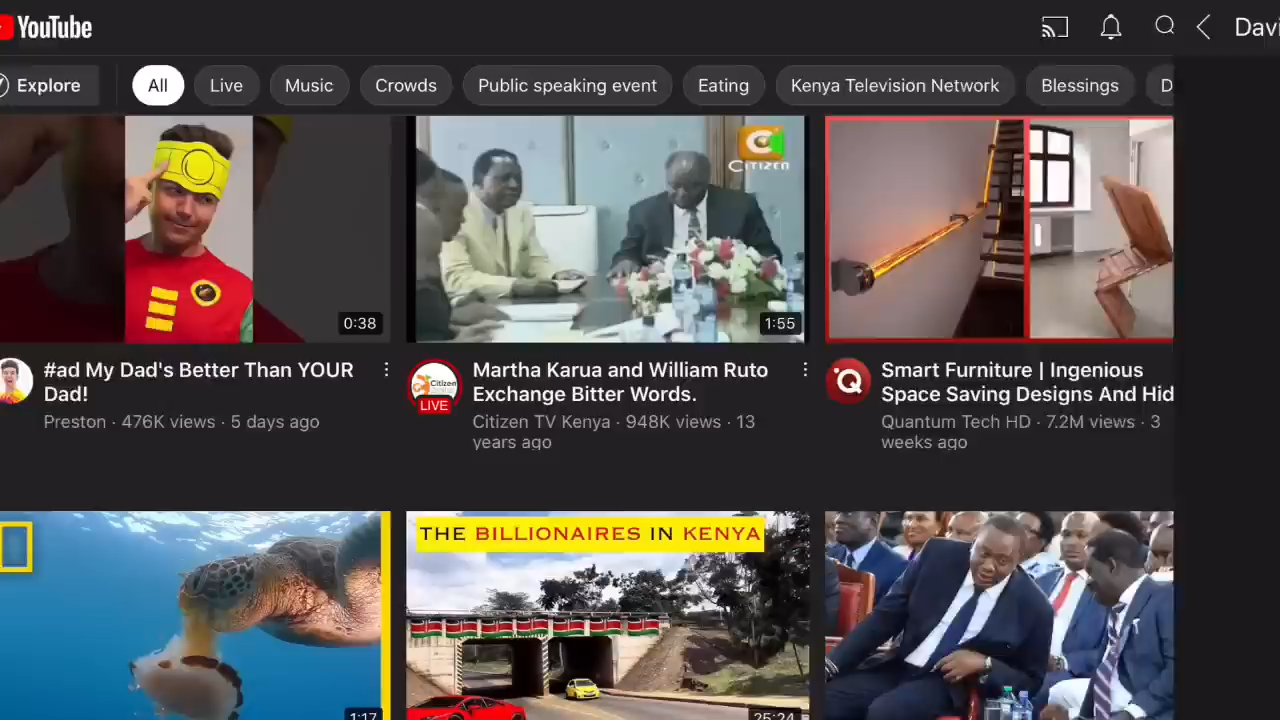 YouTube
Davi
Explore
All
Live
Music
Crowds
Public speaking event
Eating
Kenya Television Network
Blessings
D
CITIZEN
0:38
1:55
#ad My Dad's Better Than YOUR
Dad!
Preston · 476K views · 5 days ago
Citizen
LIVE
Martha Karua and William Ruto
Exchange Bitter Words.
Citizen TV Kenya · 948K views · 13
years ago
Q
Smart Furniture | Ingenious
Space Saving Designs And Hid
Quantum Tech HD · 7.2M views · 3
weeks ago
THE BILLIONAIRES IN KENYA
1:17
25:24